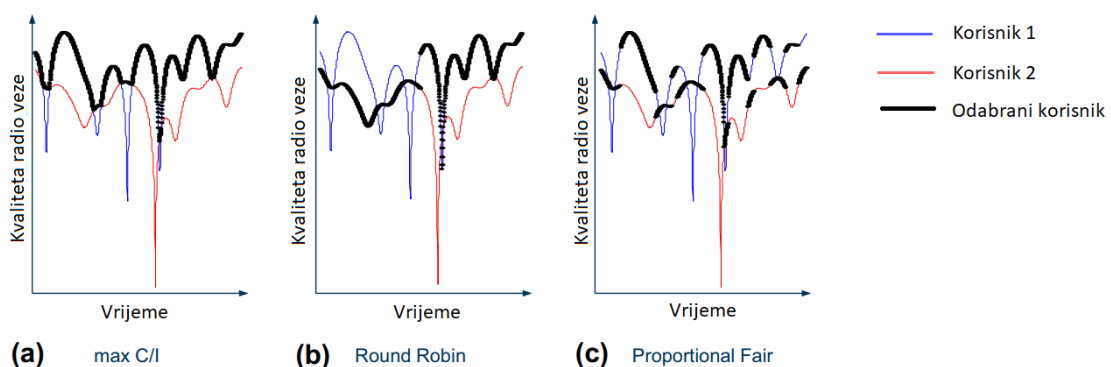 Kvaliteta radio veze
Vrijeme
(a) max C/I
Kvaliteta radio veze
Vrijeme
(b) Round Robin
Kvaliteta radio veze
Vrijeme
(c) Proportional Fair
Korisnik 1
Korisnik 2
Odabrani korisnik